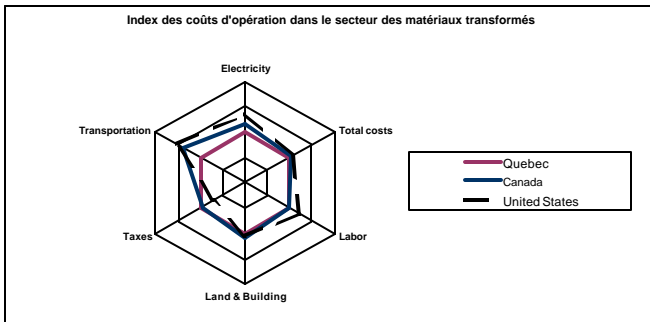 Index des coûts d'opération dans le secteur des matériaux transformés
Electricity
Transportation
Total costs
Quebec
Canada
United States
Taxes
Labor
Land & Building